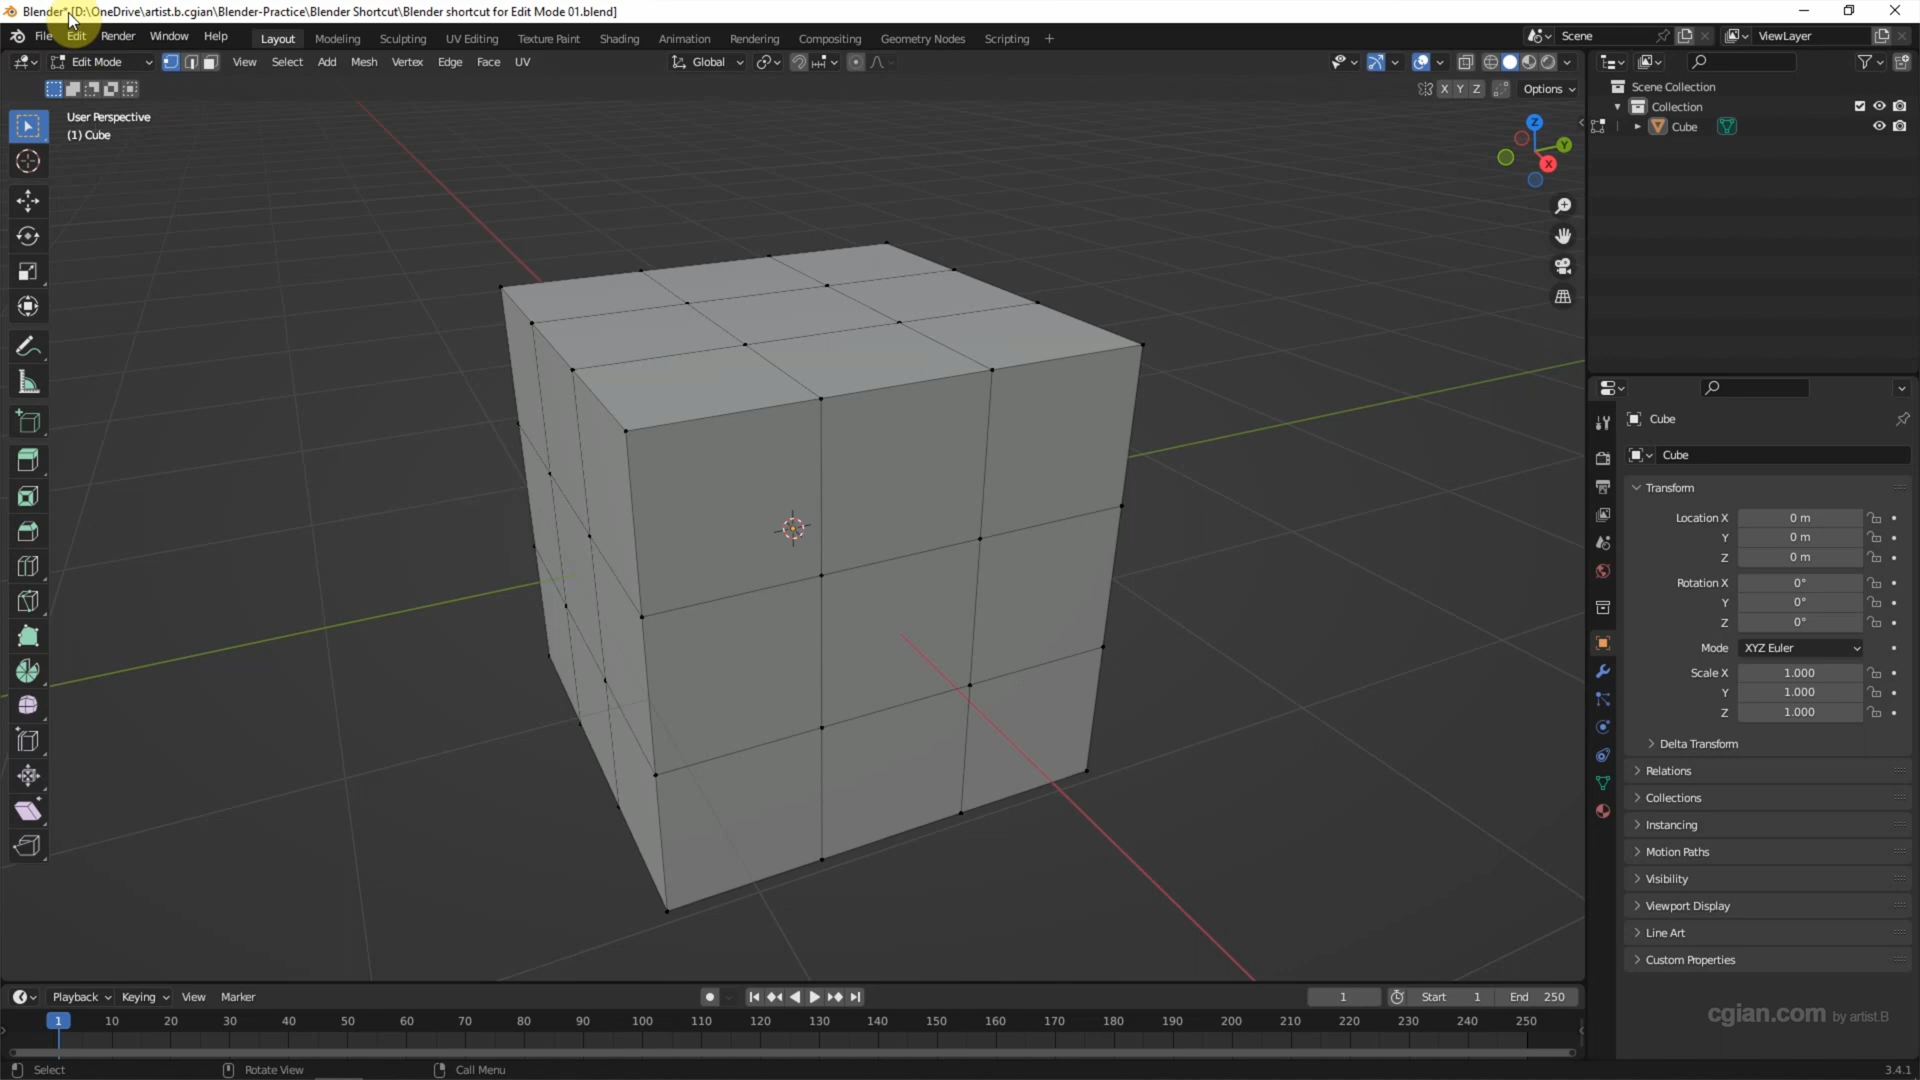 Blender* [D:\OneDrive\artist.b.cgian\Blender-Practice\Blender Shortcut\Blender shortcut for Edit Mode 01.blend]
File Edit Render Window Help Layout Modeling Sculpting UV Editing Texture Paint Shading Animation Rendering Compositing Geometry Nodes Scripting + Scene ViewLayer
Edit Mode View Select Add Mesh Vertex Edge Face UV Global
X Y Z Options
User Perspective
(1) Cube
Z
Y
X
Scene Collection
Collection
Cube
Cube
Cube
Transform
Location X 0 m
Y 0 m
Z 0 m
Rotation X 0°
Y 0°
Z 0°
Mode XYZ Euler
Scale X 1.000
Y 1.000
Z 1.000
Delta Transform
Relations
Collections
Instancing
Motion Paths
Visibility
Viewport Display
Line Art
Custom Properties
Playback Keying View Marker 1 Start 1 End 250
1 10 20 30 40 50 60 70 80 90 100 110 120 130 140 150 160 170 180 190 200 210 220 230 240 250
cgian.com by artist.B
Select Rotate View Call Menu 3.4.1